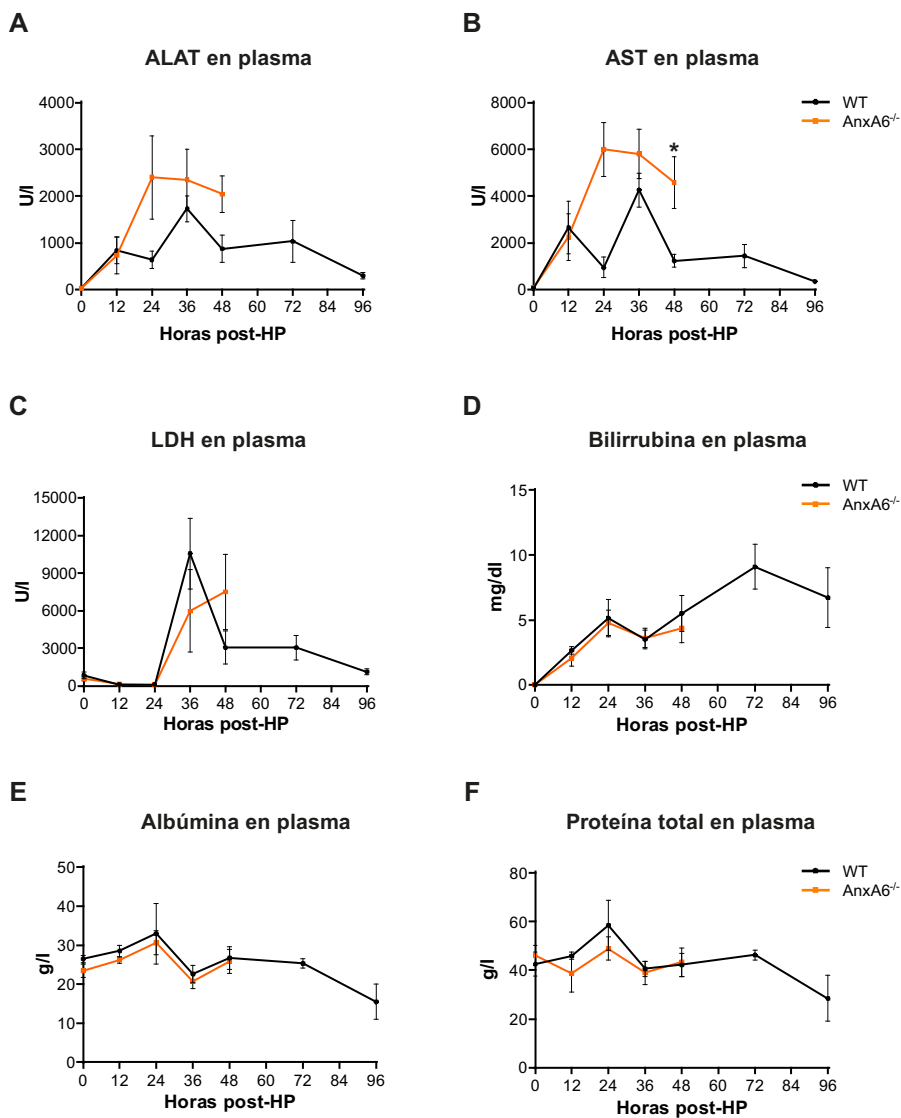 A
ALAT en plasma
4000
3000
2000
1000
0
U/l
0 12 24 36 48 60 72 84 96
Horas post-HP
B
AST en plasma
8000
6000
4000
2000
0
U/l
*
0 12 24 36 48 60 72 84 96
Horas post-HP
WT
AnxA6-/-
C
LDH en plasma
15000
12000
9000
6000
3000
0
U/l
0 12 24 36 48 60 72 84 96
Horas post-HP
D
Bilirrubina en plasma
15
10
5
0
mg/dl
0 12 24 36 48 60 72 84 96
Horas post-HP
WT
AnxA6-/-
E
Albúmina en plasma
50
40
30
20
10
0
g/l
0 12 24 36 48 60 72 84 96
Horas post-HP
F
Proteína total en plasma
80
60
40
20
0
g/l
0 12 24 36 48 60 72 84 96
Horas post-HP
WT
AnxA6-/-